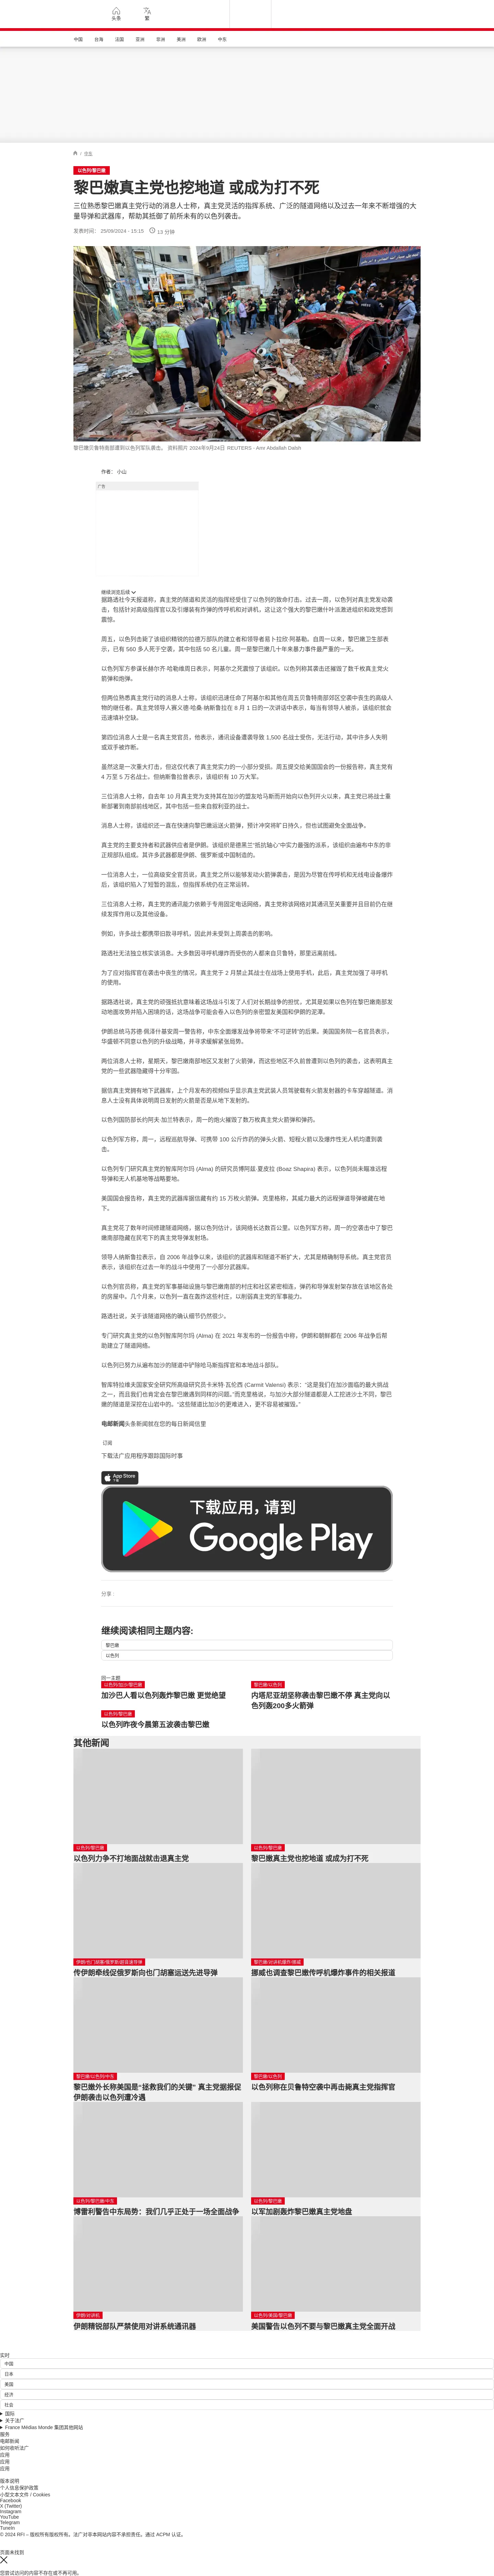 头条
繁
中国
台湾
法国
亚洲
非洲
美洲
欧洲
中东
以色列/黎巴嫩
黎巴嫩真主党也挖地道 或成为打不死
三位熟悉黎巴嫩真主党行动的消息人士称，真主党灵活的指挥系统、广泛的隧道网络以及过去一年来不断增强的大
量导弹和武器库，帮助其抵御了前所未有的以色列袭击。
发表时间： 25/09/2024 - 15:15
13 分钟
黎巴嫩贝鲁特南郊遭到以色列军队袭击。 资料照片 2024年9月24日 REUTERS - Amr Abdallah Dalsh
作者： 小山
广告
继续浏览后续
据路透社今天报道称，真主党的隧道和灵活的指挥经受住了以色列的致命打击。过去一周，以色列对真主党发动袭
击，包括针对高级指挥官以及引爆装有炸弹的传呼机和对讲机，这让这个强大的黎巴嫩什叶派激进组织和政党感到
震惊。
周五，以色列击毙了该组织精锐的拉德万部队的建立者和领导者易卜拉欣·阿基勒。自周一以来，黎巴嫩卫生部表
示，已有 560 多人死于空袭，其中包括 50 名儿童。周一是黎巴嫩几十年来暴力事件最严重的一天。
以色列军方参谋长赫尔齐·哈勒维周日表示，阿基尔之死震惊了该组织。以色列称其袭击还摧毁了数千枚真主党火
箭弹和炮弹。
但两位熟悉真主党行动的消息人士称，该组织迅速任命了阿基尔和其他在周五贝鲁特南部郊区空袭中丧生的高级人
物的继任者。真主党领导人赛义德·哈桑·纳斯鲁拉在 8 月 1 日的一次讲话中表示，每当有领导人被杀，该组织就会
迅速填补空缺。
第四位消息人士是一名真主党官员，他表示，通讯设备遭袭导致 1,500 名战士受伤，无法行动，其中许多人失明
或双手被炸断。
虽然这是一次重大打击，但这仅代表了真主党实力的一小部分受损。周五提交给美国国会的一份报告称，真主党有
4 万至 5 万名战士。但纳斯鲁拉曾表示，该组织有 10 万大军。
三位消息人士称，自去年 10 月真主党为支持其在加沙的盟友哈马斯而开始向以色列开火以来，真主党已将战士重
新部署到南部前线地区，其中包括一些来自叙利亚的战士。
消息人士称，该组织还一直在快速向黎巴嫩运送火箭弹，预计冲突将旷日持久，但也试图避免全面战争。
真主党的主要支持者和武器供应者是伊朗。该组织是德黑兰“抵抗轴心”中实力最强的派系，该组织由遍布中东的非
正规部队组成。其许多武器都是伊朗、俄罗斯或中国制造的。
一位消息人士，一位高级安全官员说，真主党之所以能够发动火箭弹袭击，是因为尽管在传呼机和无线电设备爆炸
后，该组织陷入了短暂的混乱，但指挥系统仍在正常运转。
三位消息人士称，真主党的通讯能力依赖于专用固定电话网络，真主党称该网络对其通讯至关重要并且目前仍在继
续发挥作用以及其他设备。
例如，许多战士都携带旧款寻呼机，因此并未受到上周袭击的影响。
路透社无法独立核实该消息。大多数因寻呼机爆炸而受伤的人都来自贝鲁特，那里远离前线。
为了应对指挥官在袭击中丧生的情况，真主党于 2 月禁止其战士在战场上使用手机，此后，真主党加强了寻呼机
的使用。
据路透社说，真主党的顽强抵抗意味着这场战斗引发了人们对长期战争的担忧，尤其是如果以色列在黎巴嫩南部发
动地面攻势并陷入困境的话，这场战争可能会卷入以色列的亲密盟友美国和伊朗的泥潭。
伊朗总统马苏德·佩泽什基安周一警告称，中东全面爆发战争将带来“不可逆转”的后果，美国国务院一名官员表示，
华盛顿不同意以色列的升级战略，并寻求缓解紧张局势。
两位消息人士称，星期天，黎巴嫩南部地区又发射了火箭弹，而这些地区不久前曾遭到以色列的袭击，这表明真主
党的一些武器隐藏得十分牢固。
据信真主党拥有地下武器库，上个月发布的视频似乎显示真主党武装人员驾驶载有火箭发射器的卡车穿越隧道。消
息人士没有具体说明周日发射的火箭是否是从地下发射的。
以色列国防部长约阿夫·加兰特表示，周一的炮火摧毁了数万枚真主党火箭弹和弹药。
以色列军方称，周一，远程巡航导弹、可携带 100 公斤炸药的弹头火箭、短程火箭以及爆炸性无人机均遭到袭
击。
以色列专门研究真主党的智库阿尔玛 (Alma) 的研究员博阿兹·夏皮拉 (Boaz Shapira) 表示，以色列尚未瞄准远程
导弹和无人机基地等战略要地。
美国国会报告称，真主党的武器库据信藏有约 15 万枚火箭弹。克里格称，其威力最大的远程弹道导弹被藏在地
下。
真主党花了数年时间修建隧道网络，据以色列估计，该网络长达数百公里。以色列军方称，周一的空袭击中了黎巴
嫩南部隐藏在民宅下的真主党导弹发射场。
领导人纳斯鲁拉表示，自 2006 年战争以来，该组织的武器库和隧道不断扩大，尤其是精确制导系统。真主党官员
表示，该组织在过去一年的战斗中使用了一小部分武器库。
以色列官员称，真主党的军事基础设施与黎巴嫩南部的村庄和社区紧密相连，弹药和导弹发射架存放在该地区各处
的房屋中。几个月来，以色列一直在轰炸这些村庄，以削弱真主党的军事能力。
路透社说，关于该隧道网络的确认细节仍然很少。
专门研究真主党的以色列智库阿尔玛 (Alma) 在 2021 年发布的一份报告中称，伊朗和朝鲜都在 2006 年战争后帮
助建立了隧道网络。
以色列已努力从遍布加沙的隧道中铲除哈马斯指挥官和本地战斗部队。
智库特拉维夫国家安全研究所高级研究员卡米特·瓦伦西 (Carmit Valensi) 表示：“这是我们在加沙面临的最大挑战
之一，而且我们也肯定会在黎巴嫩遇到同样的问题。”而克里格说，与加沙大部分隧道都是人工挖进沙土不同，黎巴
嫩的隧道是深挖在山岩中的。“这些隧道比加沙的更难进入，更不容易被摧毁。”
电邮新闻头条新闻就在您的每日新闻信里
订阅
下载法广应用程序跟踪国际时事
App Store
下载
下载应用，请到
Google Play
分享 :
继续阅读相同主题内容:
黎巴嫩
以色列
同一主题
以色列/加沙/黎巴嫩
加沙巴人看以色列轰炸黎巴嫩 更觉绝望
黎巴嫩/以色列
内塔尼亚胡坚称袭击黎巴嫩不停 真主党向以
色列轰200多火箭弹
以色列/黎巴嫩
以色列昨夜今晨第五波袭击黎巴嫩
其他新闻
以色列/黎巴嫩
以色列力争不打地面战就击退真主党
以色列/黎巴嫩
黎巴嫩真主党也挖地道 或成为打不死
伊朗/也门胡塞/俄罗斯/超音速导弹
传伊朗牵线促俄罗斯向也门胡塞运送先进导弹
黎巴嫩/对讲机爆炸/挪威
挪威也调查黎巴嫩传呼机爆炸事件的相关报道
黎巴嫩/以色列/中东
黎巴嫩外长称美国是“拯救我们的关键” 真主党据报促
伊朗袭击以色列遭冷遇
黎巴嫩/以色列
以色列称在贝鲁特空袭中再击毙真主党指挥官
以色列/黎巴嫩/中东
博雷利警告中东局势：我们几乎正处于一场全面战争
以色列/黎巴嫩
以军加剧轰炸黎巴嫩真主党地盘
伊朗/对讲机
伊朗精锐部队严禁使用对讲系统通讯器
以色列/美国/黎巴嫩
美国警告以色列不要与黎巴嫩真主党全面开战
实时
中国
日本
美国
经济
社会
国际
关于法广
France Médias Monde 集团其他网站
服务
电邮新闻
如何收听法广
应用
应用
应用
版本说明
个人信息保护政策
小型文本文件 / Cookies
Facebook
X (Twitter)
Instagram
YouTube
Telegram
TuneIn
© 2024 RFI – 版权所有版权所有。法广对非本网站内容不承担责任。通过 ACPM 认证。
页面未找到
您尝试访问的内容不存在或不再可用。